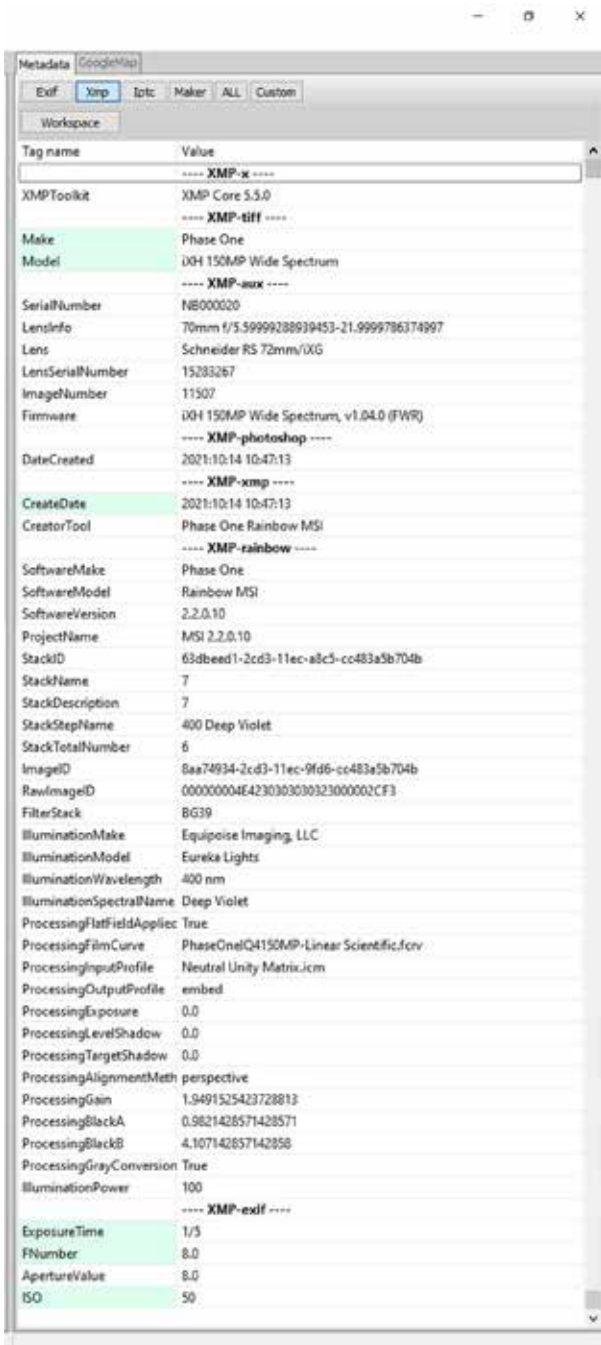 Metadata GoogleMap
Exif Xmp Iptc Maker ALL Custom
Workspace
Tag name Value
---- XMP-x ----
XMPToolkit XMP Core 5.5.0
---- XMP-tiff ----
Make Phase One
Model iXH 150MP Wide Spectrum
---- XMP-aux ----
SerialNumber NB000020
LensInfo 70mm f/5.59999288939453-21.9999786374997
Lens Schneider RS 72mm/iXG
LensSerialNumber 15283267
ImageNumber 11507
Firmware iXH 150MP Wide Spectrum, v1.04.0 (FWR)
---- XMP-photoshop ----
DateCreated 2021:10:14 10:47:13
---- XMP-xmp ----
CreateDate 2021:10:14 10:47:13
CreatorTool Phase One Rainbow MSI
---- XMP-rainbow ----
SoftwareMake Phase One
SoftwareModel Rainbow MSI
SoftwareVersion 2.2.0.10
ProjectName MSI 2.2.0.10
StackID 63dbeed1-2cd3-11ec-a8c5-cc483a5b704b
StackName 7
StackDescription 7
StackStepName 400 Deep Violet
StackTotalNumber 6
ImageID 8aa74934-2cd3-11ec-9fd6-cc483a5b704b
RawImageID 000000004E4230303030323000002CF3
FilterStack BG39
IlluminationMake Equipoise Imaging, LLC
IlluminationModel Eureka Lights
IlluminationWavelength 400 nm
IlluminationSpectralName Deep Violet
ProcessingFlatFieldAppliec True
ProcessingFilmCurve PhaseOneIQ4150MP-Linear Scientific.fcrv
ProcessingInputProfile Neutral Unity Matrix.icm
ProcessingOutputProfile embed
ProcessingExposure 0.0
ProcessingLevelShadow 0.0
ProcessingTargetShadow 0.0
ProcessingAlignmentMeth perspective
ProcessingGain 1.9491525423728813
ProcessingBlackA 0.9821428571428571
ProcessingBlackB 4.107142857142858
ProcessingGrayConversion True
IlluminationPower 100
---- XMP-exif ----
ExposureTime 1/5
FNumber 8.0
ApertureValue 8.0
ISO 50